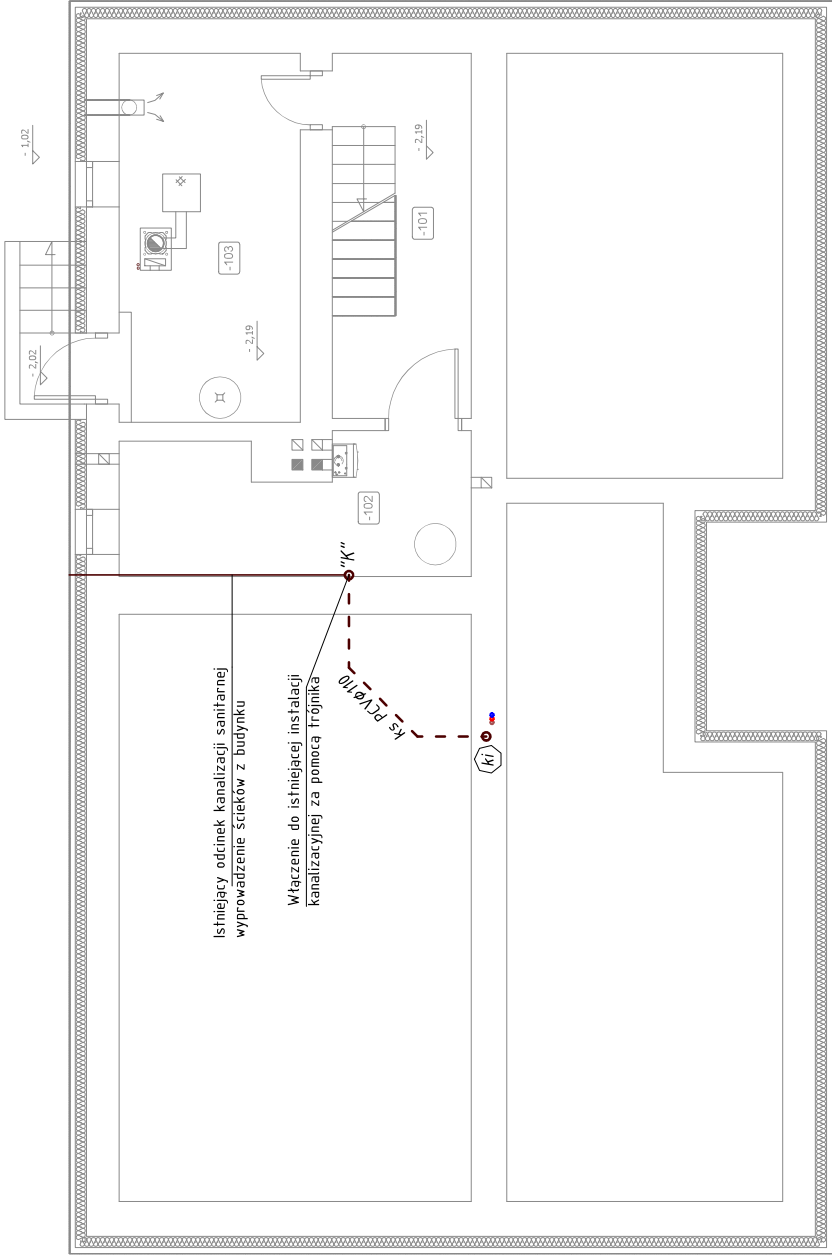 - 1,02
- 2,02
-103
- 2,19
-101
- 2,19
-102
"K"
Istniejący odcinek kanalizacji sanitarnej
wyprowadzenie ścieków z budynku
Włączenie do istniejącej instalacji
kanalizacyjnej za pomocą trójnika
ks PCVø110
ki